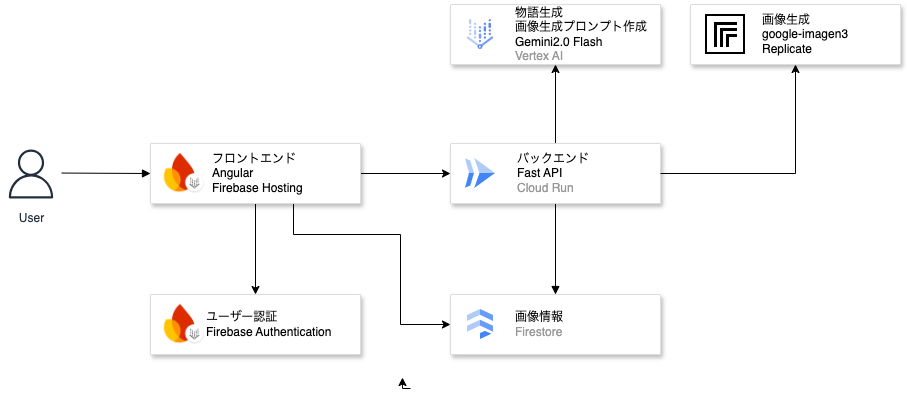 物語生成
画像生成プロンプト作成
Gemini2.0 Flash
Vertex AI
画像生成
google-imagen3
Replicate
User
フロントエンド
Angular
Firebase Hosting
バックエンド
Fast API
Cloud Run
ユーザー認証
Firebase Authentication
画像情報
Firestore